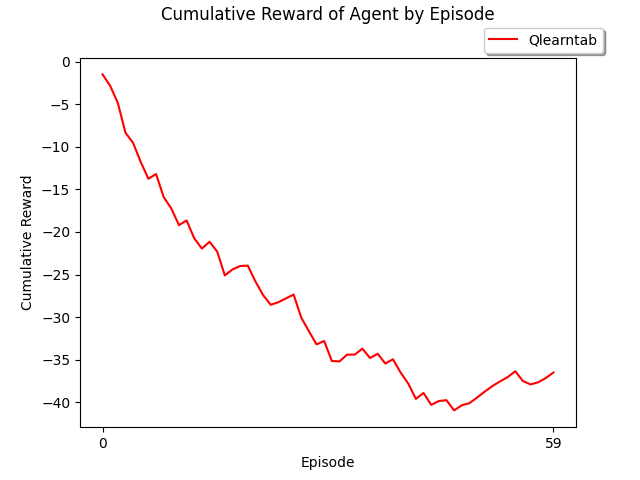 Cumulative Reward of Agent by Episode
Qlearntab
0
−5
−10
−15
−20
−25
−30
−35
−40
Cumulative Reward
0 59
Episode